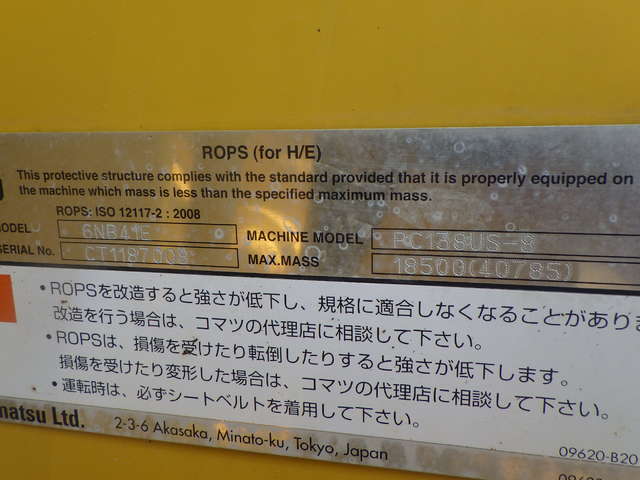 ROPS (for H/E)
This protective structure complies with the standard provided that it is properly equipped on
the machine which mass is less than the specified maximum mass.
ROPS: ISO 12117-2 : 2008
ODEL 6NB41E MACHINE MODEL PC138US-8
SERIAL No. CT1187008 MAX.MASS 18500(40785)
・ROPSを改造すると強さが低下し、規格に適合しなくなることがありま
改造を行う場合は、コマツの代理店に相談して下さい。
・ROPSは、損傷を受けたり転倒したりすると強さが低下します。
損傷を受けたり変形した場合は、コマツの代理店に相談して下さい。
・運転時は、必ずシートベルトを着用して下さい。
matsu Ltd. 2-3-6 Akasaka, Minato-ku, Tokyo, Japan
09620-B20